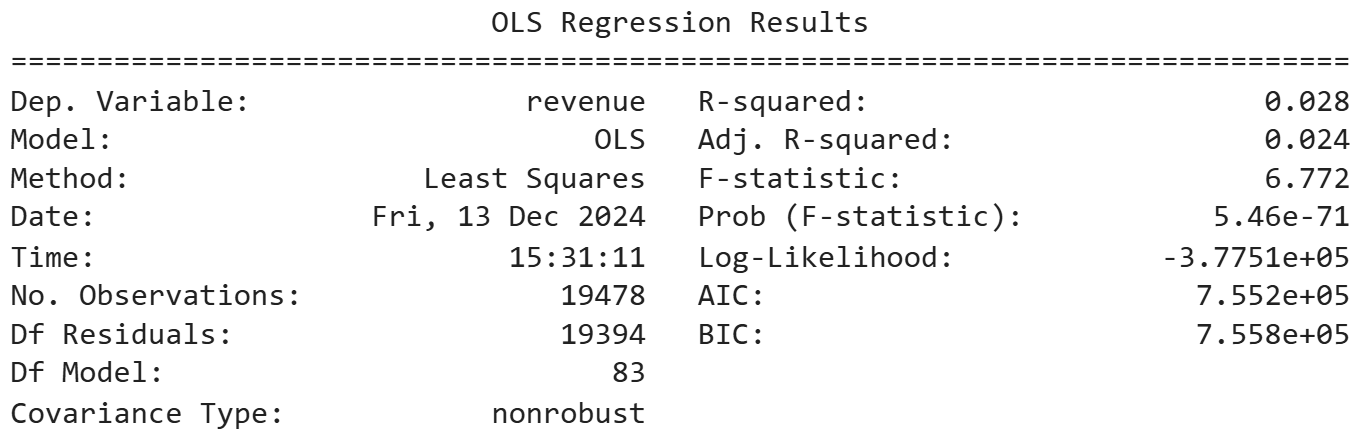 OLS Regression Results
==============================================================================
Dep. Variable:                revenue   R-squared:                       0.028
Model:                            OLS   Adj. R-squared:                  0.024
Method:                 Least Squares   F-statistic:                     6.772
Date:                Fri, 13 Dec 2024   Prob (F-statistic):           5.46e-71
Time:                        15:31:11   Log-Likelihood:            -3.7751e+05
No. Observations:               19478   AIC:                         7.552e+05
Df Residuals:                   19394   BIC:                         7.558e+05
Df Model:                          83
Covariance Type:            nonrobust